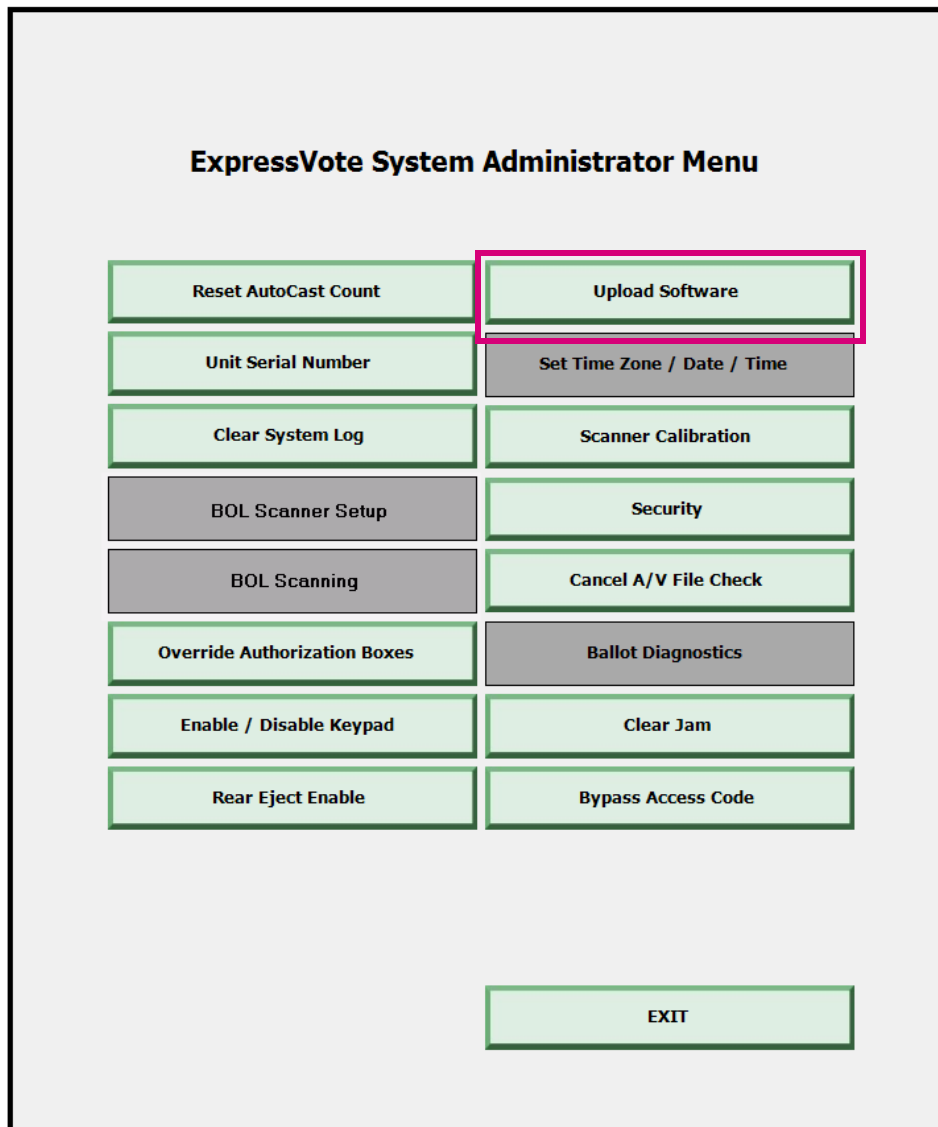 ExpressVote System Administrator Menu
Reset AutoCast Count
Upload Software
Unit Serial Number
Set Time Zone / Date / Time
Clear System Log
Scanner Calibration
BOL Scanner Setup
Security
BOL Scanning
Cancel A/V File Check
Override Authorization Boxes
Ballot Diagnostics
Enable / Disable Keypad
Clear Jam
Rear Eject Enable
Bypass Access Code
EXIT